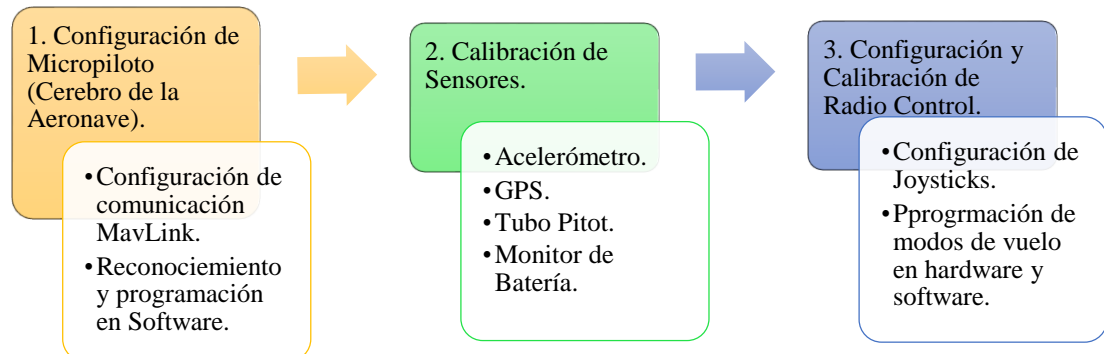 1. Configuración de
Micropiloto
(Cerebro de la
Aeronave).
•Configuración de
comunicación
MavLink.
•Reconociemiento
y programación
en Software.
2. Calibración de
Sensores.
•Acelerómetro.
•GPS.
•Tubo Pitot.
•Monitor de
Batería.
3. Configuración y
Calibración de
Radio Control.
•Configuración de
Joysticks.
•Pprogrmación de
modos de vuelo
en hardware y
software.